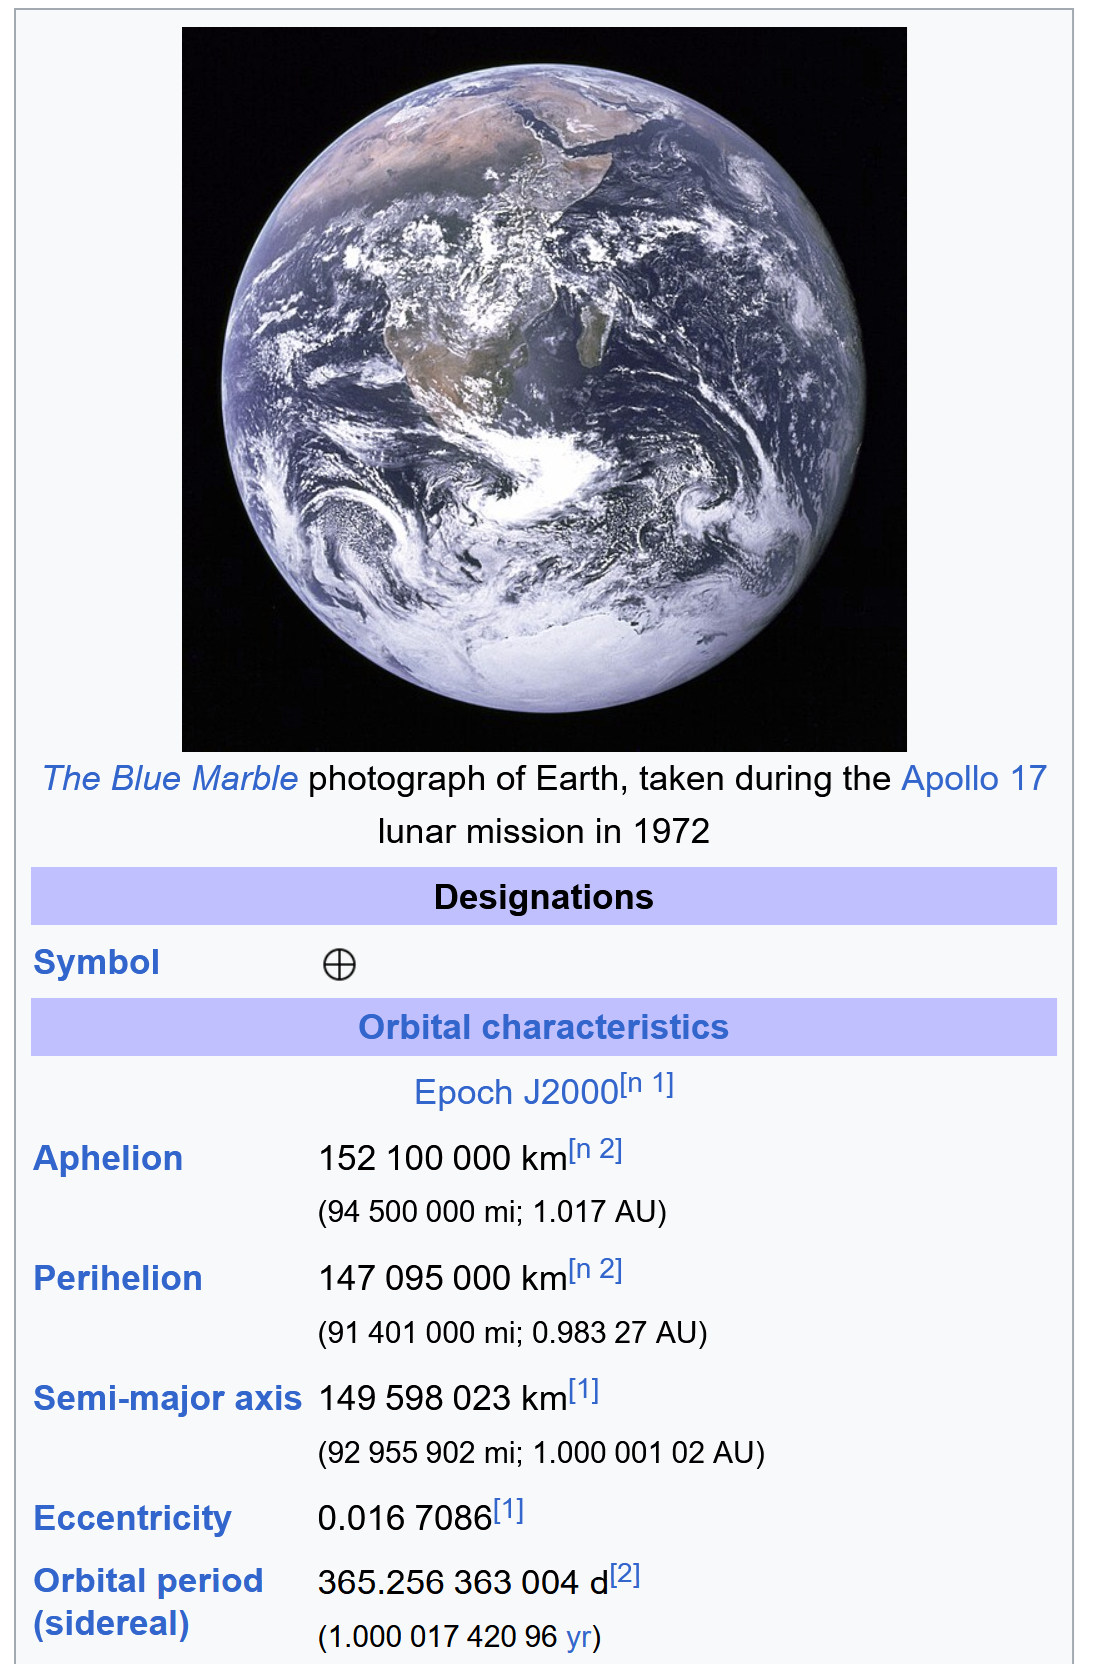 The Blue Marble photograph of Earth, taken during the Apollo 17
lunar mission in 1972
Designations
Symbol ⊕
Orbital characteristics
Epoch J2000[n 1]
Aphelion 152 100 000 km[n 2]
(94 500 000 mi; 1.017 AU)
Perihelion 147 095 000 km[n 2]
(91 401 000 mi; 0.983 27 AU)
Semi-major axis 149 598 023 km[1]
(92 955 902 mi; 1.000 001 02 AU)
Eccentricity 0.016 7086[1]
Orbital period 365.256 363 004 d[2]
(sidereal) (1.000 017 420 96 yr)